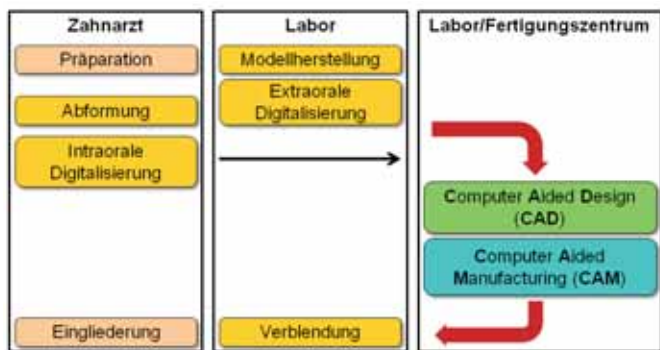 Zahnarzt
Präparation
Abformung
Intraorale
Digitalisierung
Eingliederung
Labor
Modellherstellung
Extraorale
Digitalisierung
Verblendung
Labor/Fertigungszentrum
Computer Aided Design
(CAD)
Computer Aided
Manufacturing (CAM)